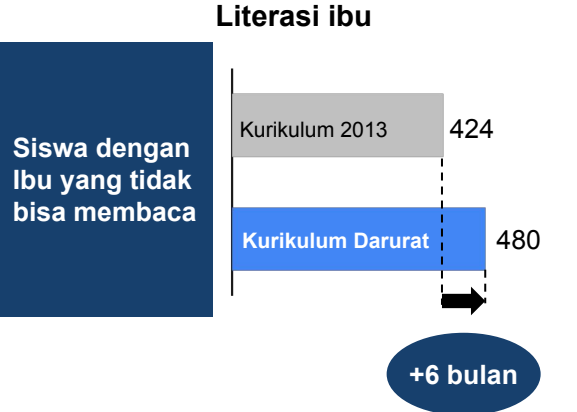 Literasi ibu
Siswa dengan
Ibu yang tidak
bisa membaca
Kurikulum 2013
424
Kurikulum Darurat
480
+6 bulan